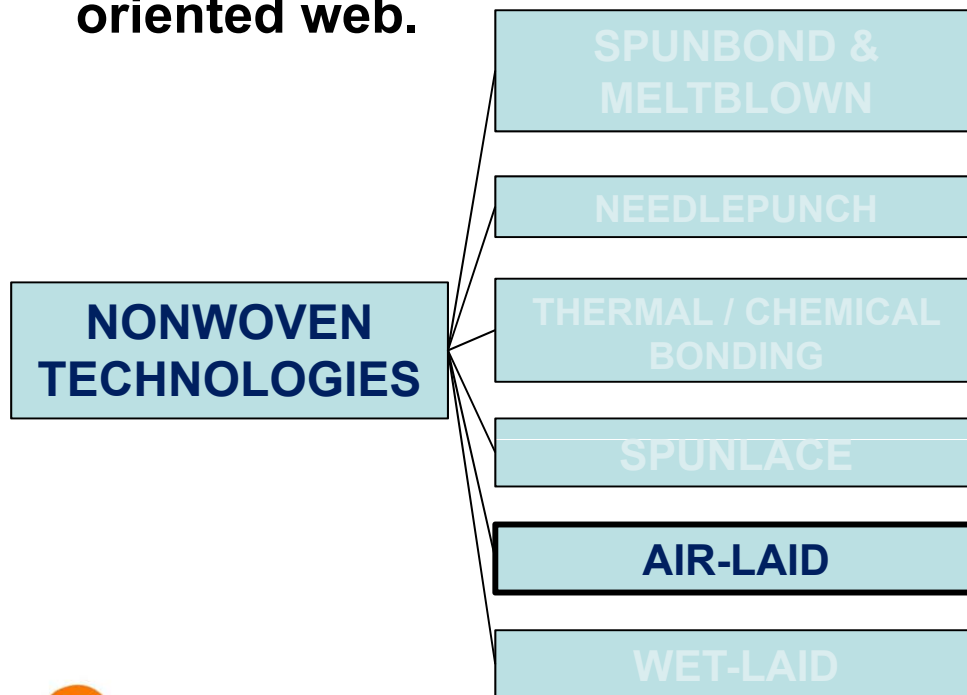 oriented web.
SPUNBOND &
MELTBLOWN
NEEDLEPUNCH
THERMAL / CHEMICAL
BONDING
NONWOVEN
TECHNOLOGIES
SPUNLACE
AIR-LAID
WET-LAID